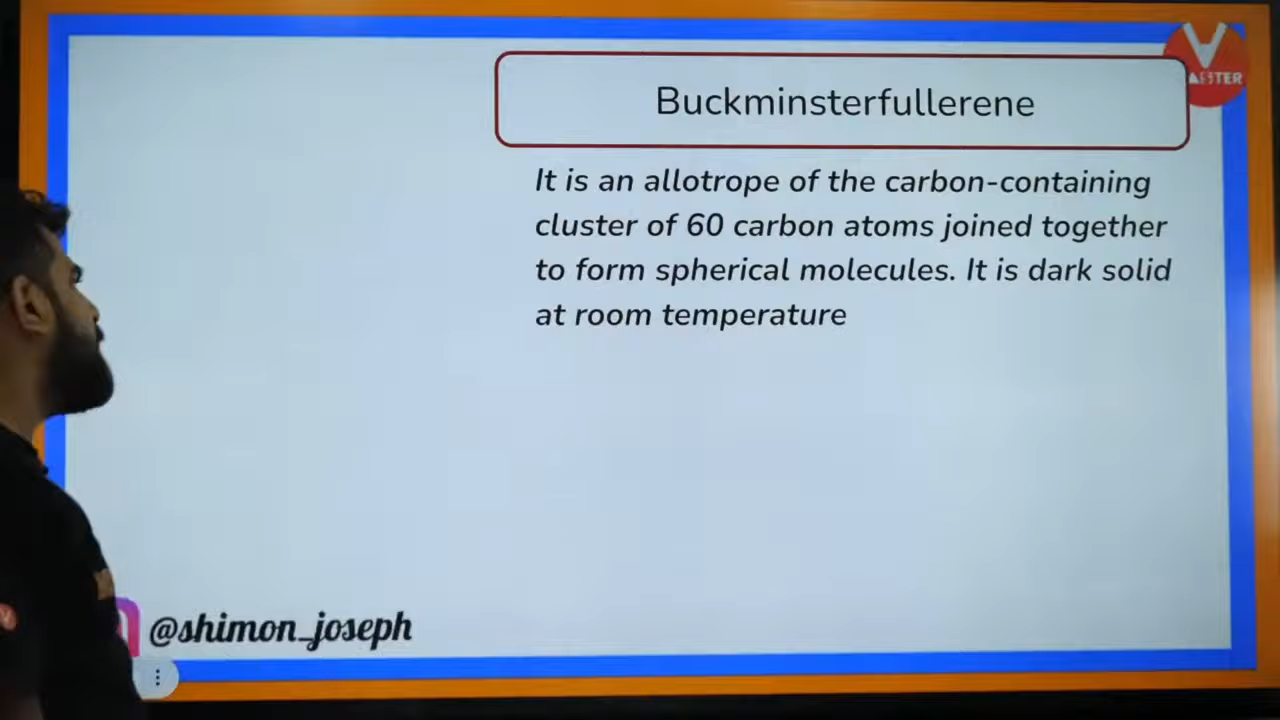 Buckminsterfullerene
It is an allotrope of the carbon-containing
cluster of 60 carbon atoms joined together
to form spherical molecules. It is dark solid
at room temperature
@shimon_joseph